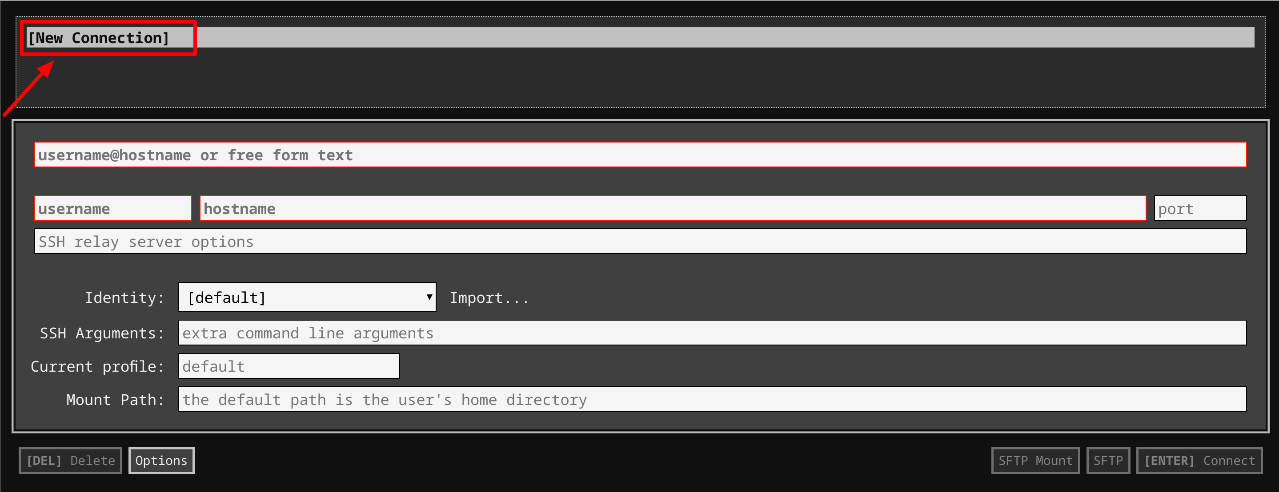 [New Connection]
username@hostname or free form text
username hostname port
SSH relay server options
Identity: [default] Import...
SSH Arguments: extra command line arguments
Current profile: default
Mount Path: the default path is the user's home directory
[DEL] Delete Options SFTP Mount SFTP [ENTER] Connect